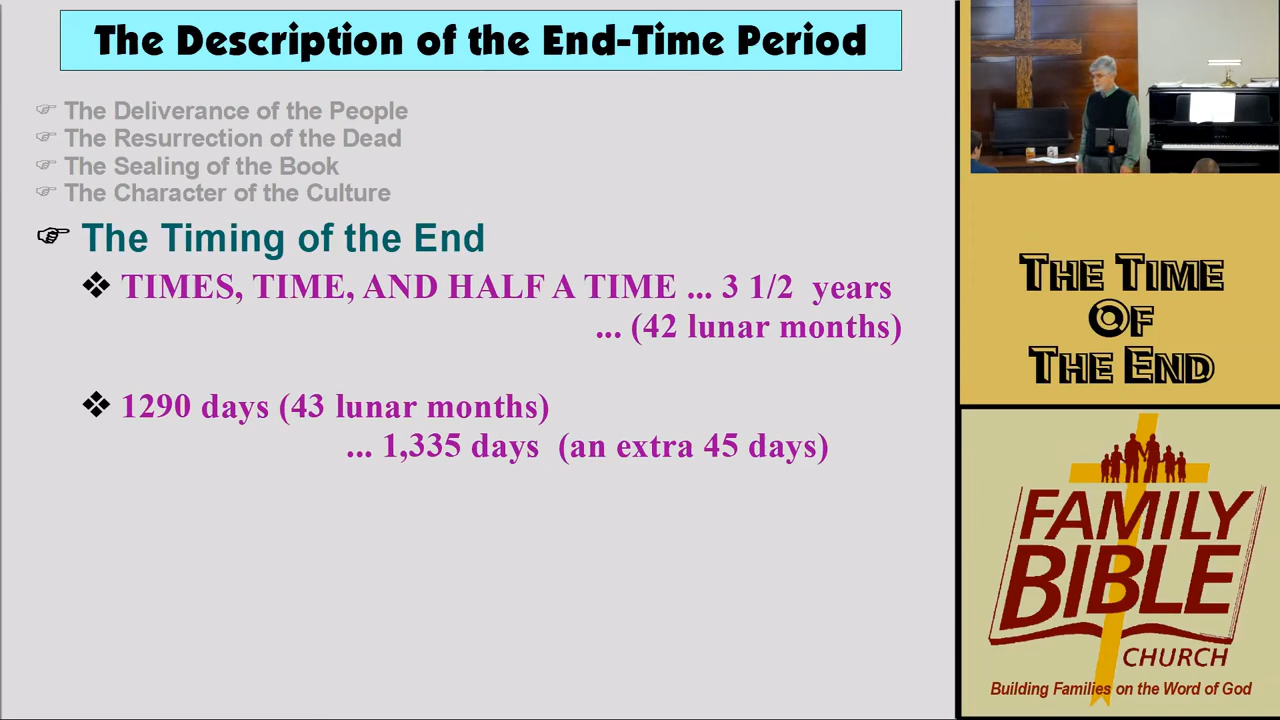 The Description of the End-Time Period
The Deliverance of the People
The Resurrection of the Dead
The Sealing of the Book
The Character of the Culture
The Timing of the End
TIMES, TIME, AND HALF A TIME ... 3 1/2 years
... (42 lunar months)
1290 days (43 lunar months)
... 1,335 days (an extra 45 days)
THE TIME
OF
THE END
FAMILY
BIBLE
CHURCH
Building Families on the Word of God